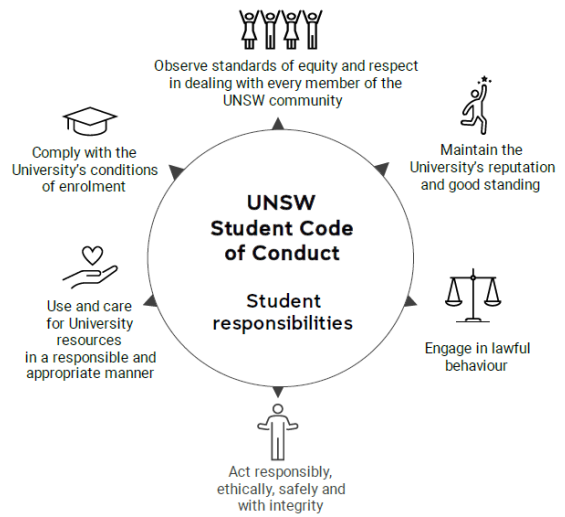 Observe standards of equity and respect
in dealing with every member of the
UNSW community
Maintain the
University's reputation
and good standing
Engage in lawful
behaviour
Act responsibly,
ethically, safely and
with integrity
Use and care
for University
resources
in a responsible and
appropriate manner
Comply with the
University's conditions
of enrolment
UNSW
Student Code
of Conduct
Student
responsibilities